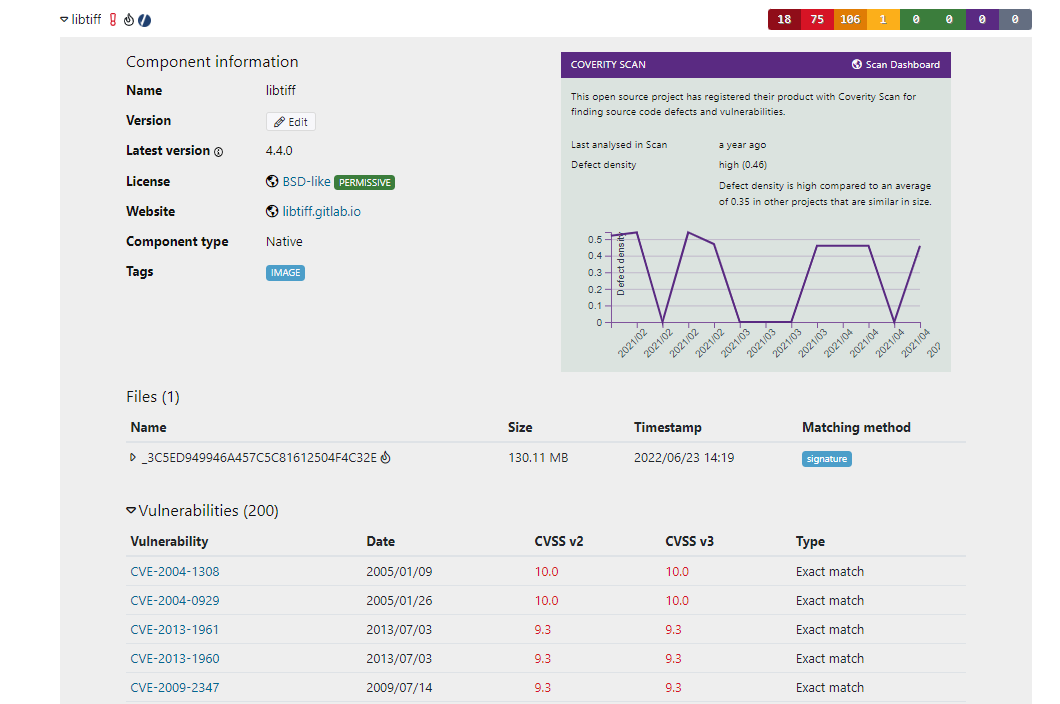 libtiff
18 75 106 1 0 0 0 0
Component information
Name libtiff
Version Edit
Latest version 4.4.0
License BSD-like PERMISSIVE
Website libtiff.gitlab.io
Component type Native
Tags IMAGE
COVERITY SCAN Scan Dashboard
This open source project has registered their product with Coverity Scan for
finding source code defects and vulnerabilities.
Last analysed in Scan a year ago
Defect density high (0.46)
Defect density is high compared to an average
of 0.35 in other projects that are similar in size.
Defect density
0.5
0.4
0.3
0.2
0.1
0
2021/02 2021/02 2021/02 2021/02 2021/03 2021/03 2021/03 2021/03 2021/04 2021/04 2021/04 2021/04 202
Files (1)
Name Size Timestamp Matching method
_3C5ED949946A457C5C81612504F4C32E 130.11 MB 2022/06/23 14:19 signature
Vulnerabilities (200)
Vulnerability Date CVSS v2 CVSS v3 Type
CVE-2004-1308 2005/01/09 10.0 10.0 Exact match
CVE-2004-0929 2005/01/26 10.0 10.0 Exact match
CVE-2013-1961 2013/07/03 9.3 9.3 Exact match
CVE-2013-1960 2013/07/03 9.3 9.3 Exact match
CVE-2009-2347 2009/07/14 9.3 9.3 Exact match